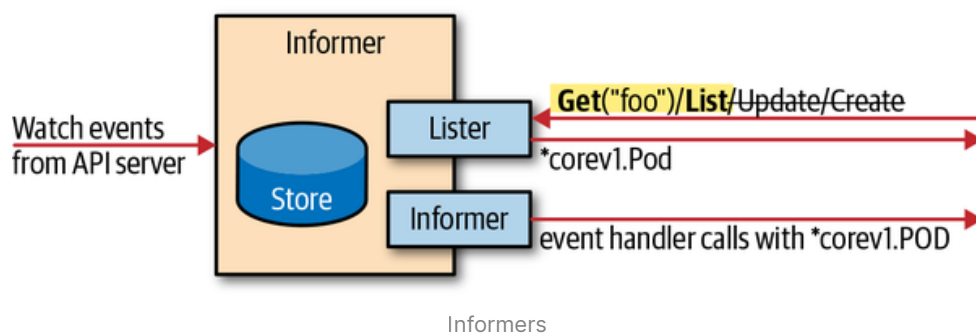 Informer
Watch events
from API server
Store
Lister
Get("foo")/List/Update/Create
*corev1.Pod
Informer
event handler calls with *corev1.POD
Informers